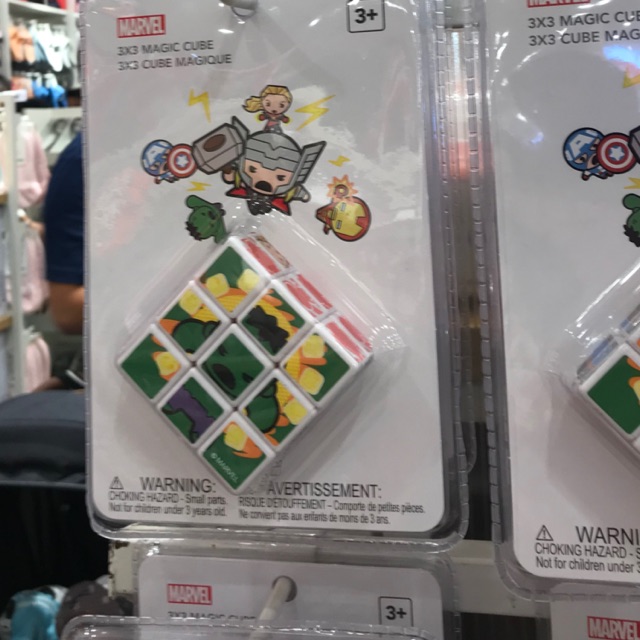 MARVEL
3X3 MAGIC CUBE
3X3 CUBE MAGIQUE
3+
© MARVEL
WARNING:
CHOKING HAZARD - Small parts.
Not for children under 3 years old.
AVERTISSEMENT:
RISQUE D'ÉTOUFFEMENT - Comporte de petites pièces.
Ne convient pas aux enfants de moins de 3 ans.
3X3 MAGIC CU
3X3 CUBE MAG
WARNI
CHOKING HAZARD - S
Not for children under 3
MARVEL
3+
MARVEL